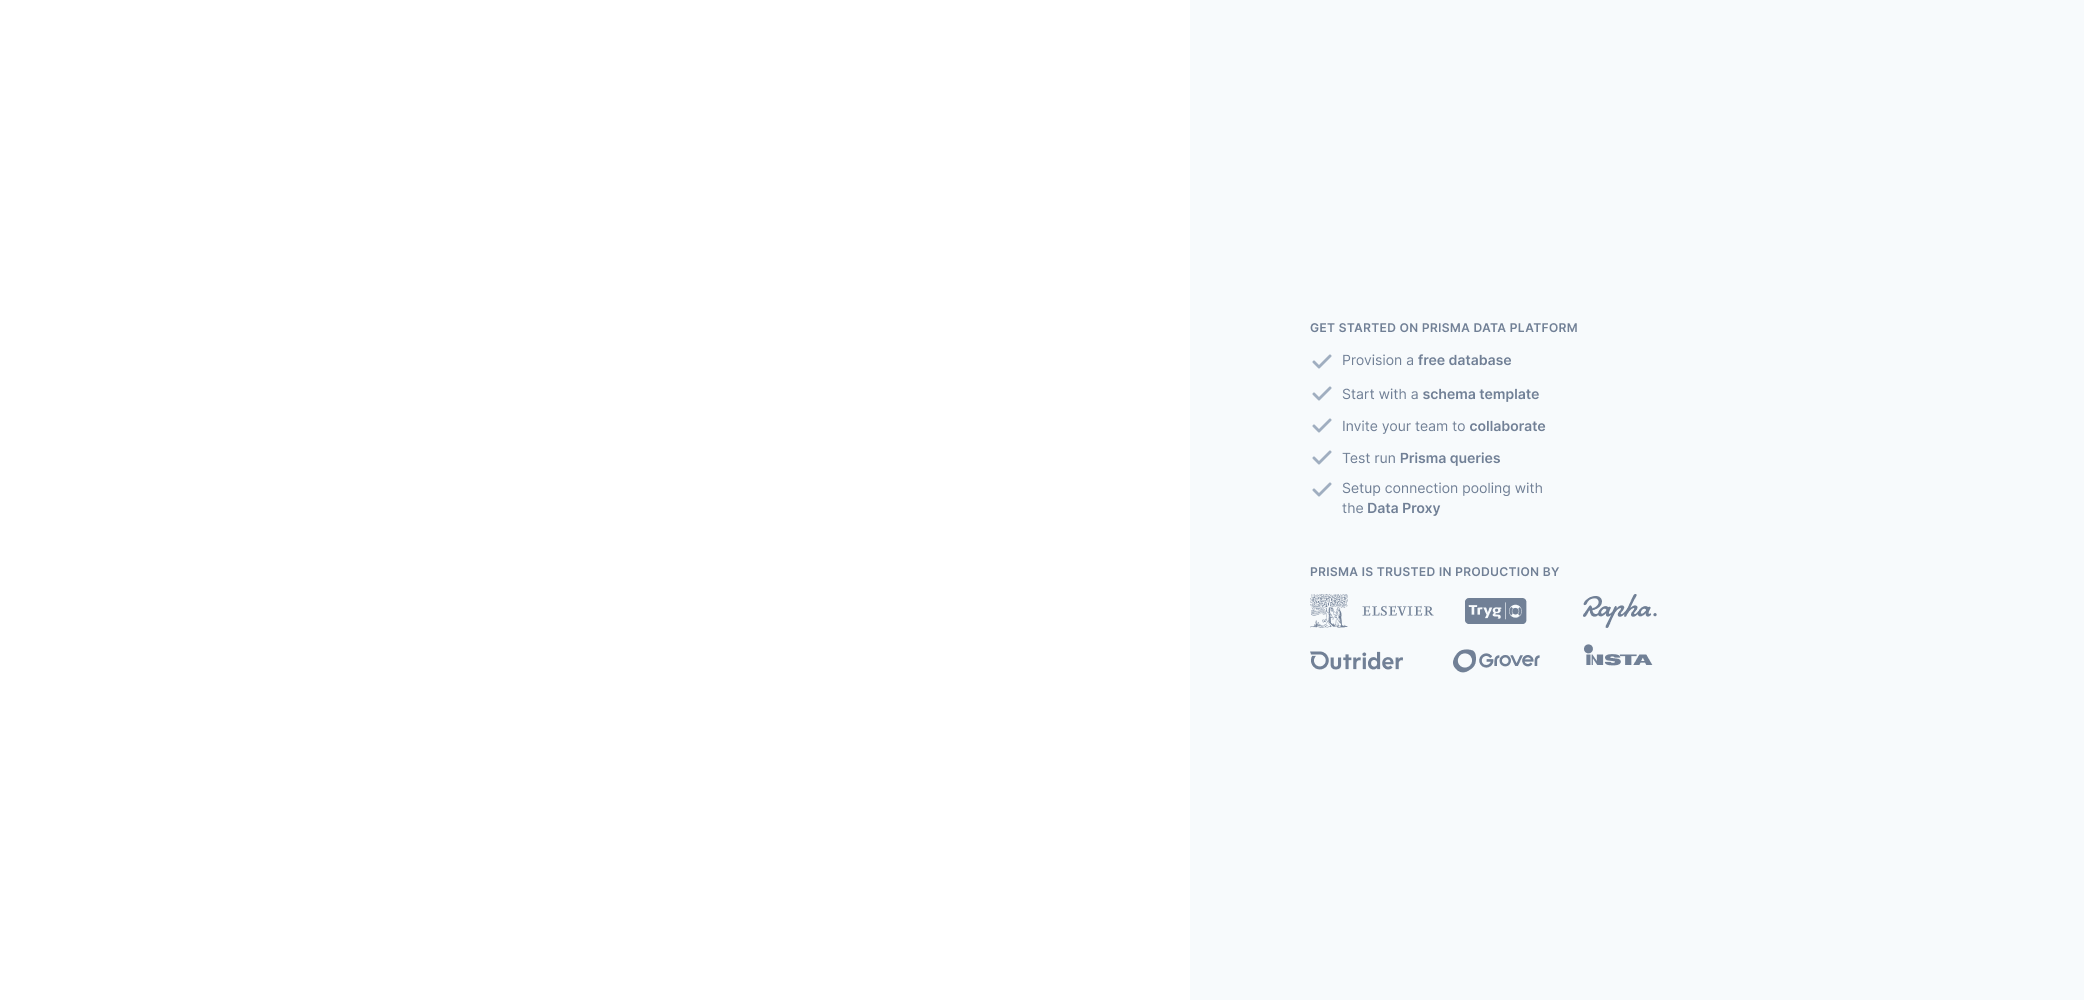 GET STARTED ON PRISMA DATA PLATFORM
Provision a free database
Start with a schema template
Invite your team to collaborate
Test run Prisma queries
Setup connection pooling with
the Data Proxy
PRISMA IS TRUSTED IN PRODUCTION BY
ELSEVIER Tryg Rapha.
Outrider Grover INSTA